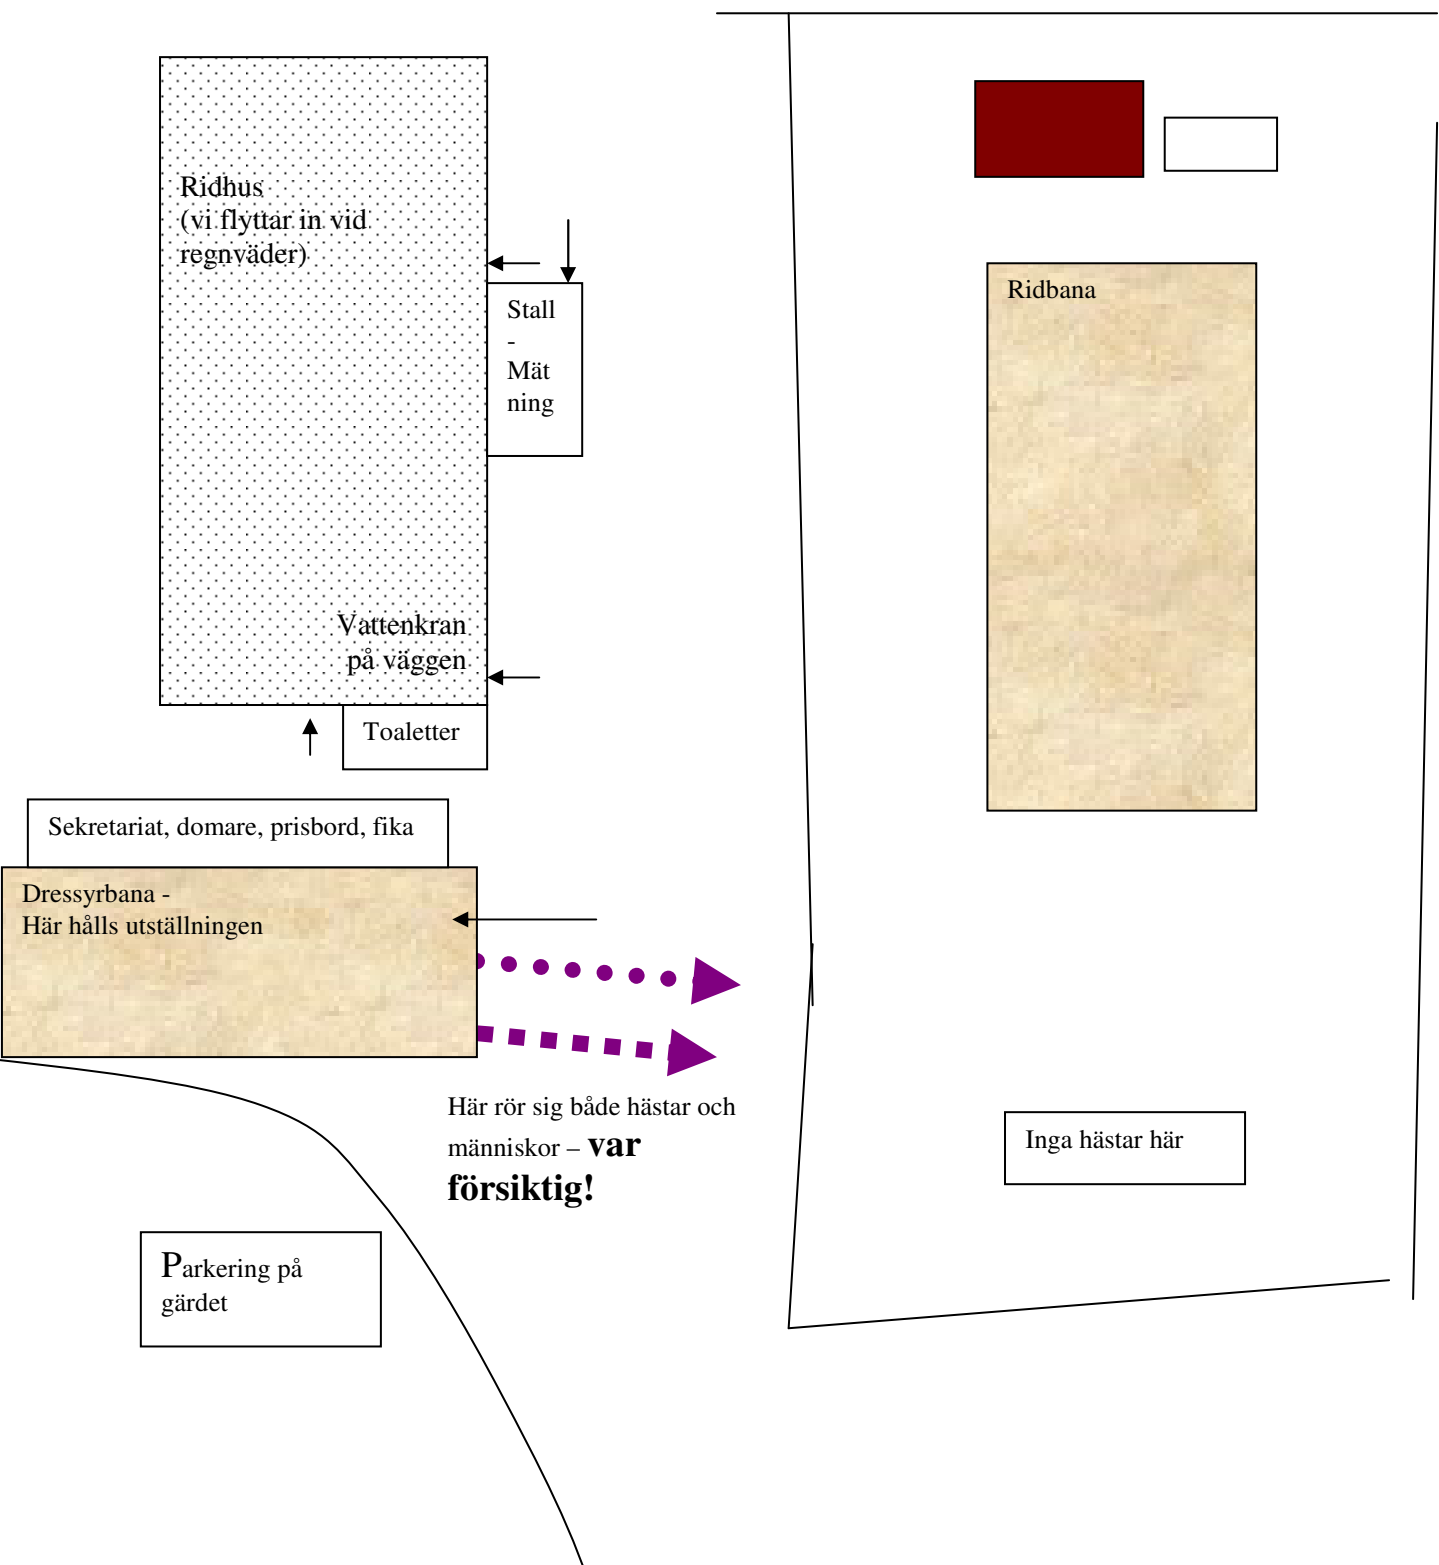 Ridhus
(vi flyttar in vid
regnväder)
Stall
-
Mät
ning
Ridbana
Vattenkran
på väggen
Toaletter
Sekretariat, domare, prisbord, fika
Dressyrbana -
Här hålls utställningen
Här rör sig både hästar och
människor – var
försiktig!
Inga hästar här
Parkering på
gärdet